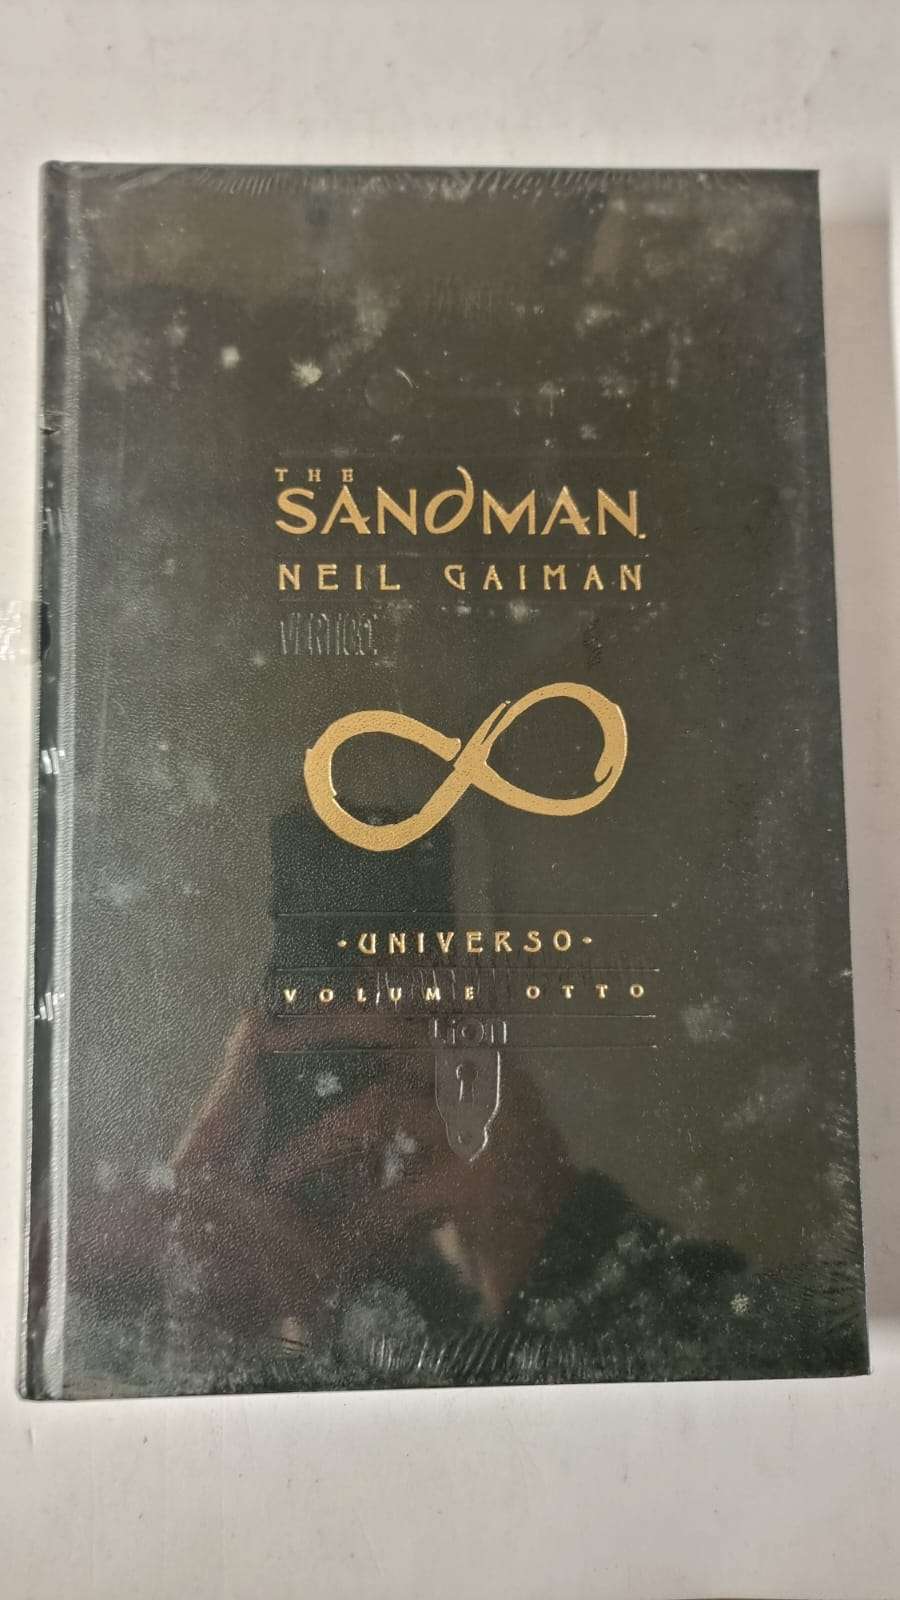 THE
SANDMAN
NEIL GAIMAN
VERTIGO
·UNIVERSO·
VOLUME OTTO
Lion